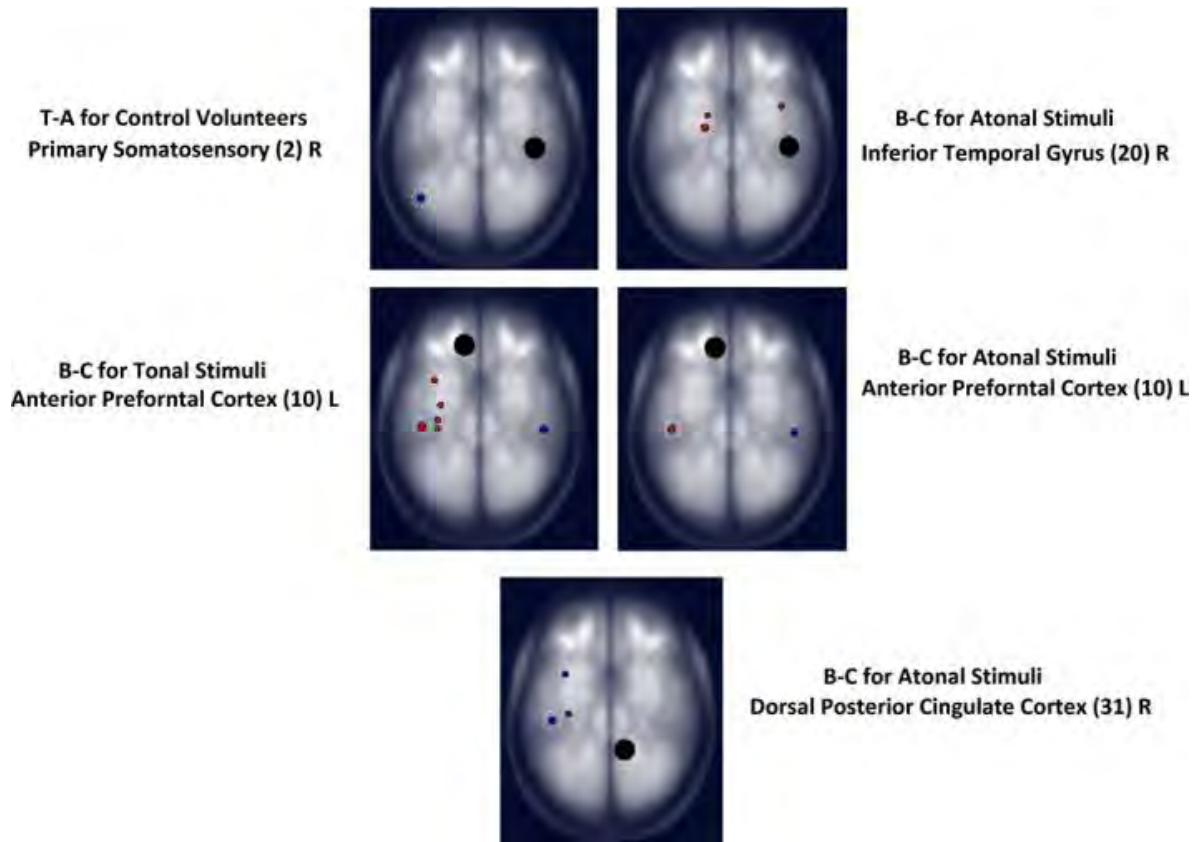 T-A for Control Volunteers
Primary Somatosensory (2) R
B-C for Atonal Stimuli
Inferior Temporal Gyrus (20) R
B-C for Tonal Stimuli
Anterior Preforntal Cortex (10) L
B-C for Atonal Stimuli
Anterior Preforntal Cortex (10) L
B-C for Atonal Stimuli
Dorsal Posterior Cingulate Cortex (31) R